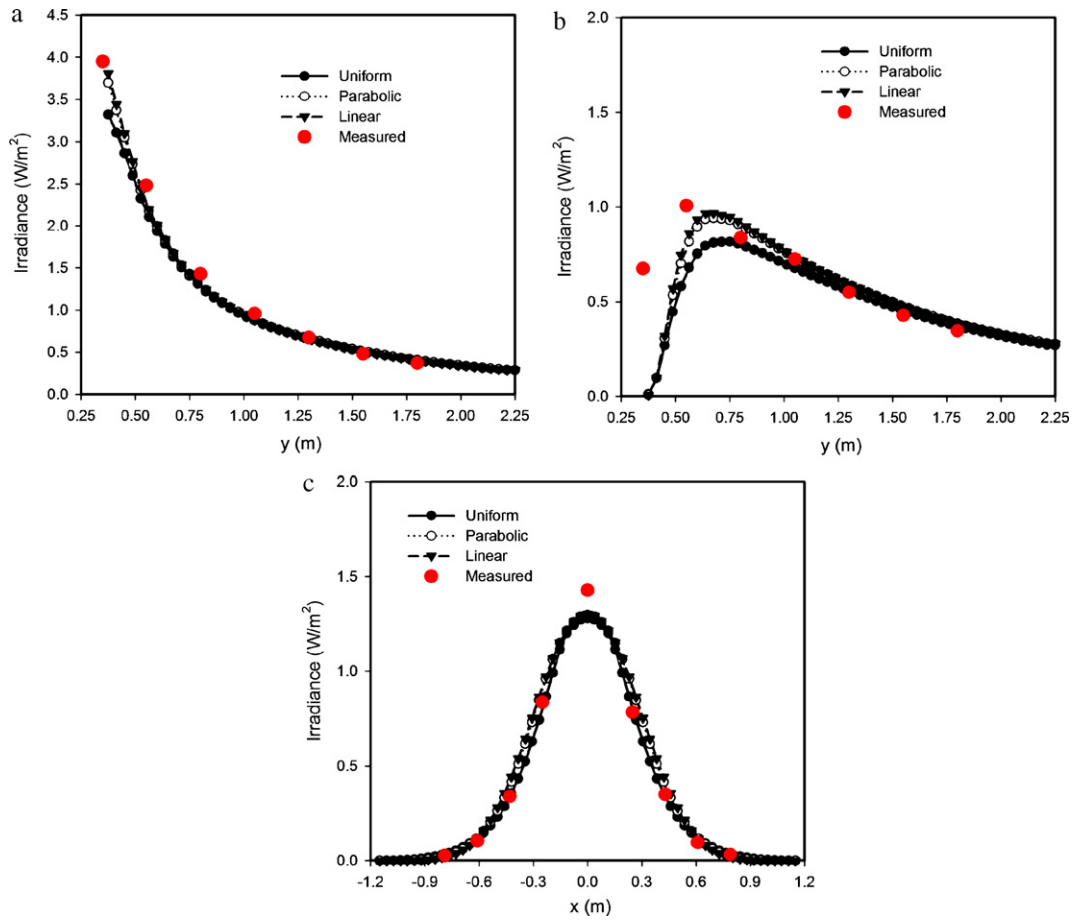 a
4.5
4.0
3.5
3.0
2.5
2.0
1.5
1.0
0.5
0.0
Irradiance (W/m²)
Uniform
Parabolic
Linear
Measured
0.25 0.50 0.75 1.00 1.25 1.50 1.75 2.00 2.25
y (m)
b
2.0
1.5
1.0
0.5
0.0
Irradiance (W/m²)
Uniform
Parabolic
Linear
Measured
0.25 0.50 0.75 1.00 1.25 1.50 1.75 2.00 2.25
y (m)
c
2.0
1.5
1.0
0.5
0.0
Irradiance (W/m²)
Uniform
Parabolic
Linear
Measured
-1.2 -0.9 -0.6 -0.3 0.0 0.3 0.6 0.9 1.2
x (m)